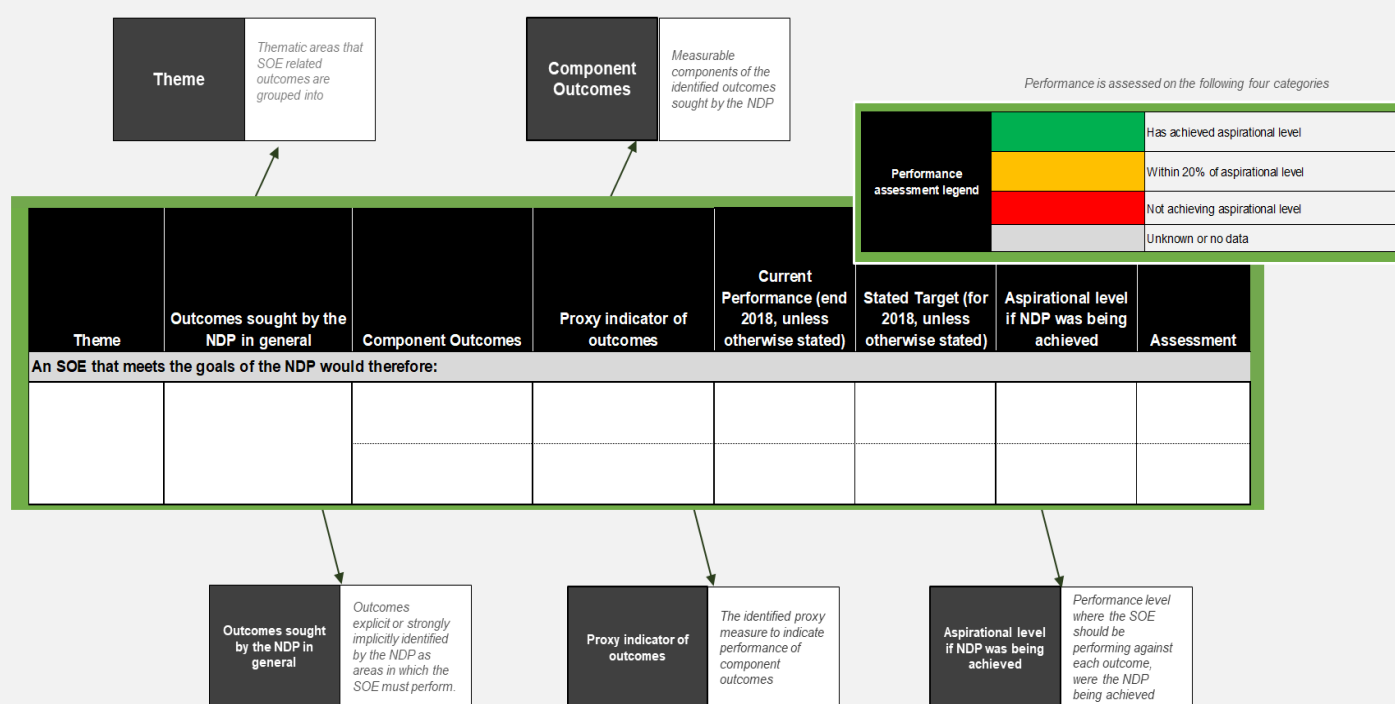 Theme
Thematic areas that
SOE related
outcomes are
grouped into
Component
Outcomes
Measurable
components of the
identified outcomes
sought by the NDP
Performance is assessed on the following four categories
Performance
assessment legend
Has achieved aspirational level
Within 20% of aspirational level
Not achieving aspirational level
Unknown or no data
Theme
Outcomes sought by the
NDP in general
Component Outcomes
Proxy indicator of
outcomes
Current
Performance (end
2018, unless
otherwise stated)
Stated Target (for
2018, unless
otherwise stated)
Aspirational level
if NDP was being
achieved
Assessment
An SOE that meets the goals of the NDP would therefore:
Outcomes sought
by the NDP in
general
Outcomes
explicit or strongly
implicitly identified
by the NDP as
areas in which the
SOE must perform.
Proxy indicator of
outcomes
The identified proxy
measure to indicate
performance of
component
outcomes
Aspirational level
if NDP was being
achieved
Performance level
where the SOE
should be
performing against
each outcome,
were the NDP
being achieved